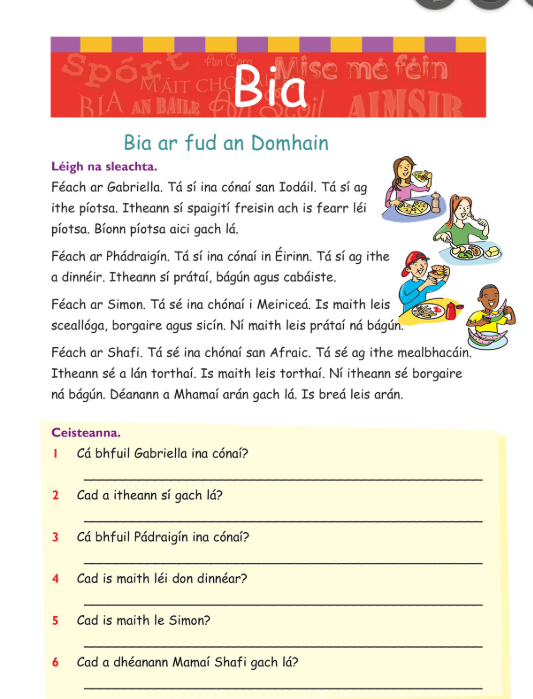 Spórt
An Corp
Mise mé féin
BIA
AN BAILE
An Scoil
AIMSIR
Bia
Bia ar fud an Domhain
Léigh na sleachta.
Féach ar Gabriella. Tá sí ina cónaí san Iodáil. Tá sí ag
ithe píotsa. Itheann sí spaigití freisin ach is fearr léi
píotsa. Bíonn píotsa aici gach lá.
Féach ar Phádraigín. Tá sí ina cónaí in Éirinn. Tá sí ag ithe
a dinnéir. Itheann sí prátaí, bágún agus cabáiste.
Féach ar Simon. Tá sé ina chónaí i Meiriceá. Is maith leis
sceallóga, borgaire agus sicín. Ní maith leis prátaí ná bágún.
Féach ar Shafi. Tá sé ina chónaí san Afraic. Tá sé ag ithe mealbhacáin.
Itheann sé a lán torthaí. Is maith leis torthaí. Ní itheann sé borgaire
ná bágún. Déanann a Mhamaí arán gach lá. Is breá leis arán.
Ceisteanna.
1 Cá bhfuil Gabriella ina cónaí?
2 Cad a itheann sí gach lá?
3 Cá bhfuil Pádraigín ina cónaí?
4 Cad is maith léi don dinnéar?
5 Cad is maith le Simon?
6 Cad a dhéanann Mamaí Shafi gach lá?